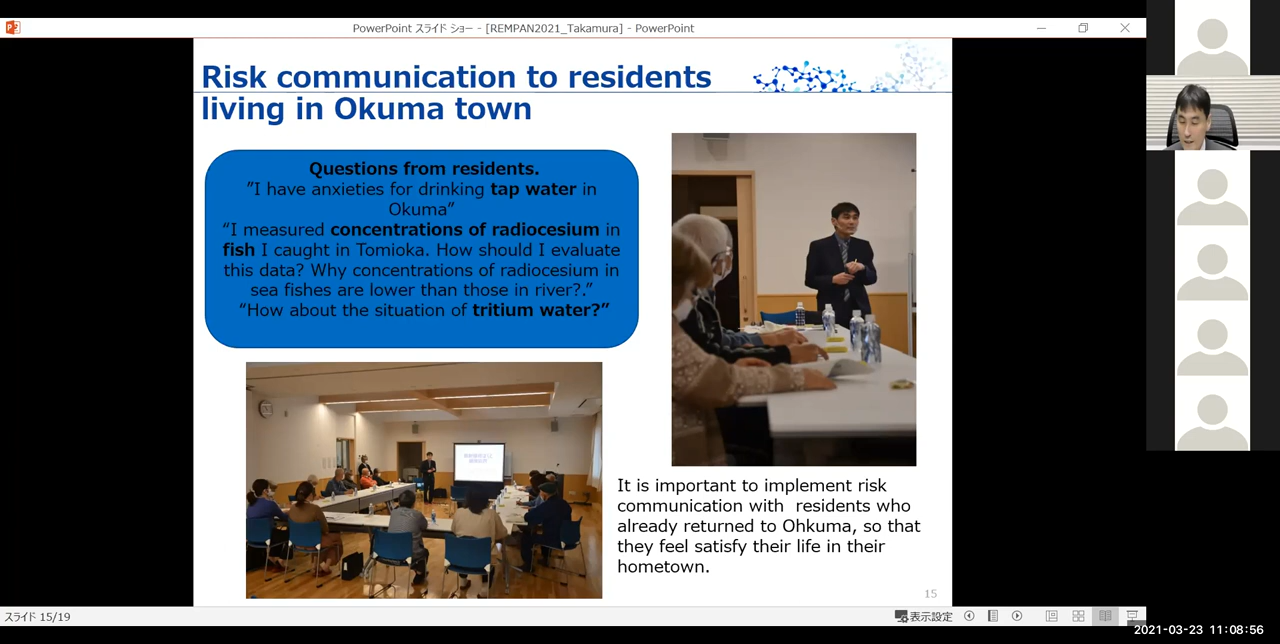 PowerPoint スライド ショー - [REMPAN2021_Takamura] - PowerPoint
Risk communication to residents
living in Okuma town
Questions from residents.
”I have anxieties for drinking tap water in
Okuma”
“I measured concentrations of radiocesium in
fish I caught in Tomioka. How should I evaluate
this data? Why concentrations of radiocesium in
sea fishes are lower than those in river?.”
“How about the situation of tritium water?”
It is important to implement risk
communication with  residents who
already returned to Ohkuma, so that
they feel satisfy their life in their
hometown.
15
スライド 15/19
表示設定
2021-03-23 11:08:56